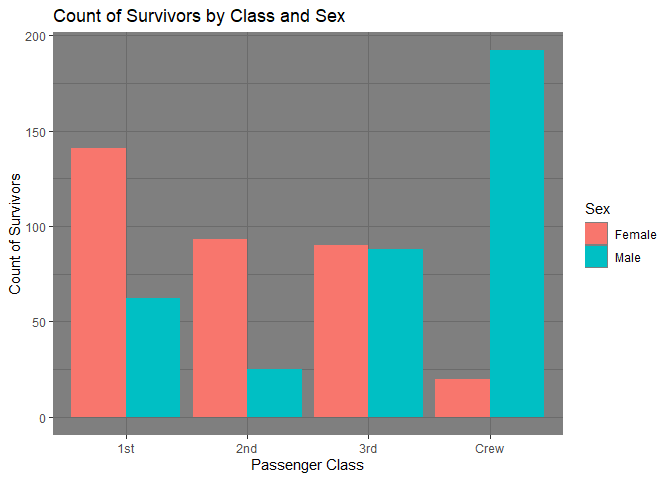 Count of Survivors by Class and Sex
200
150
100
50
0
Count of Survivors
1st
2nd
3rd
Crew
Passenger Class
Sex
Female
Male